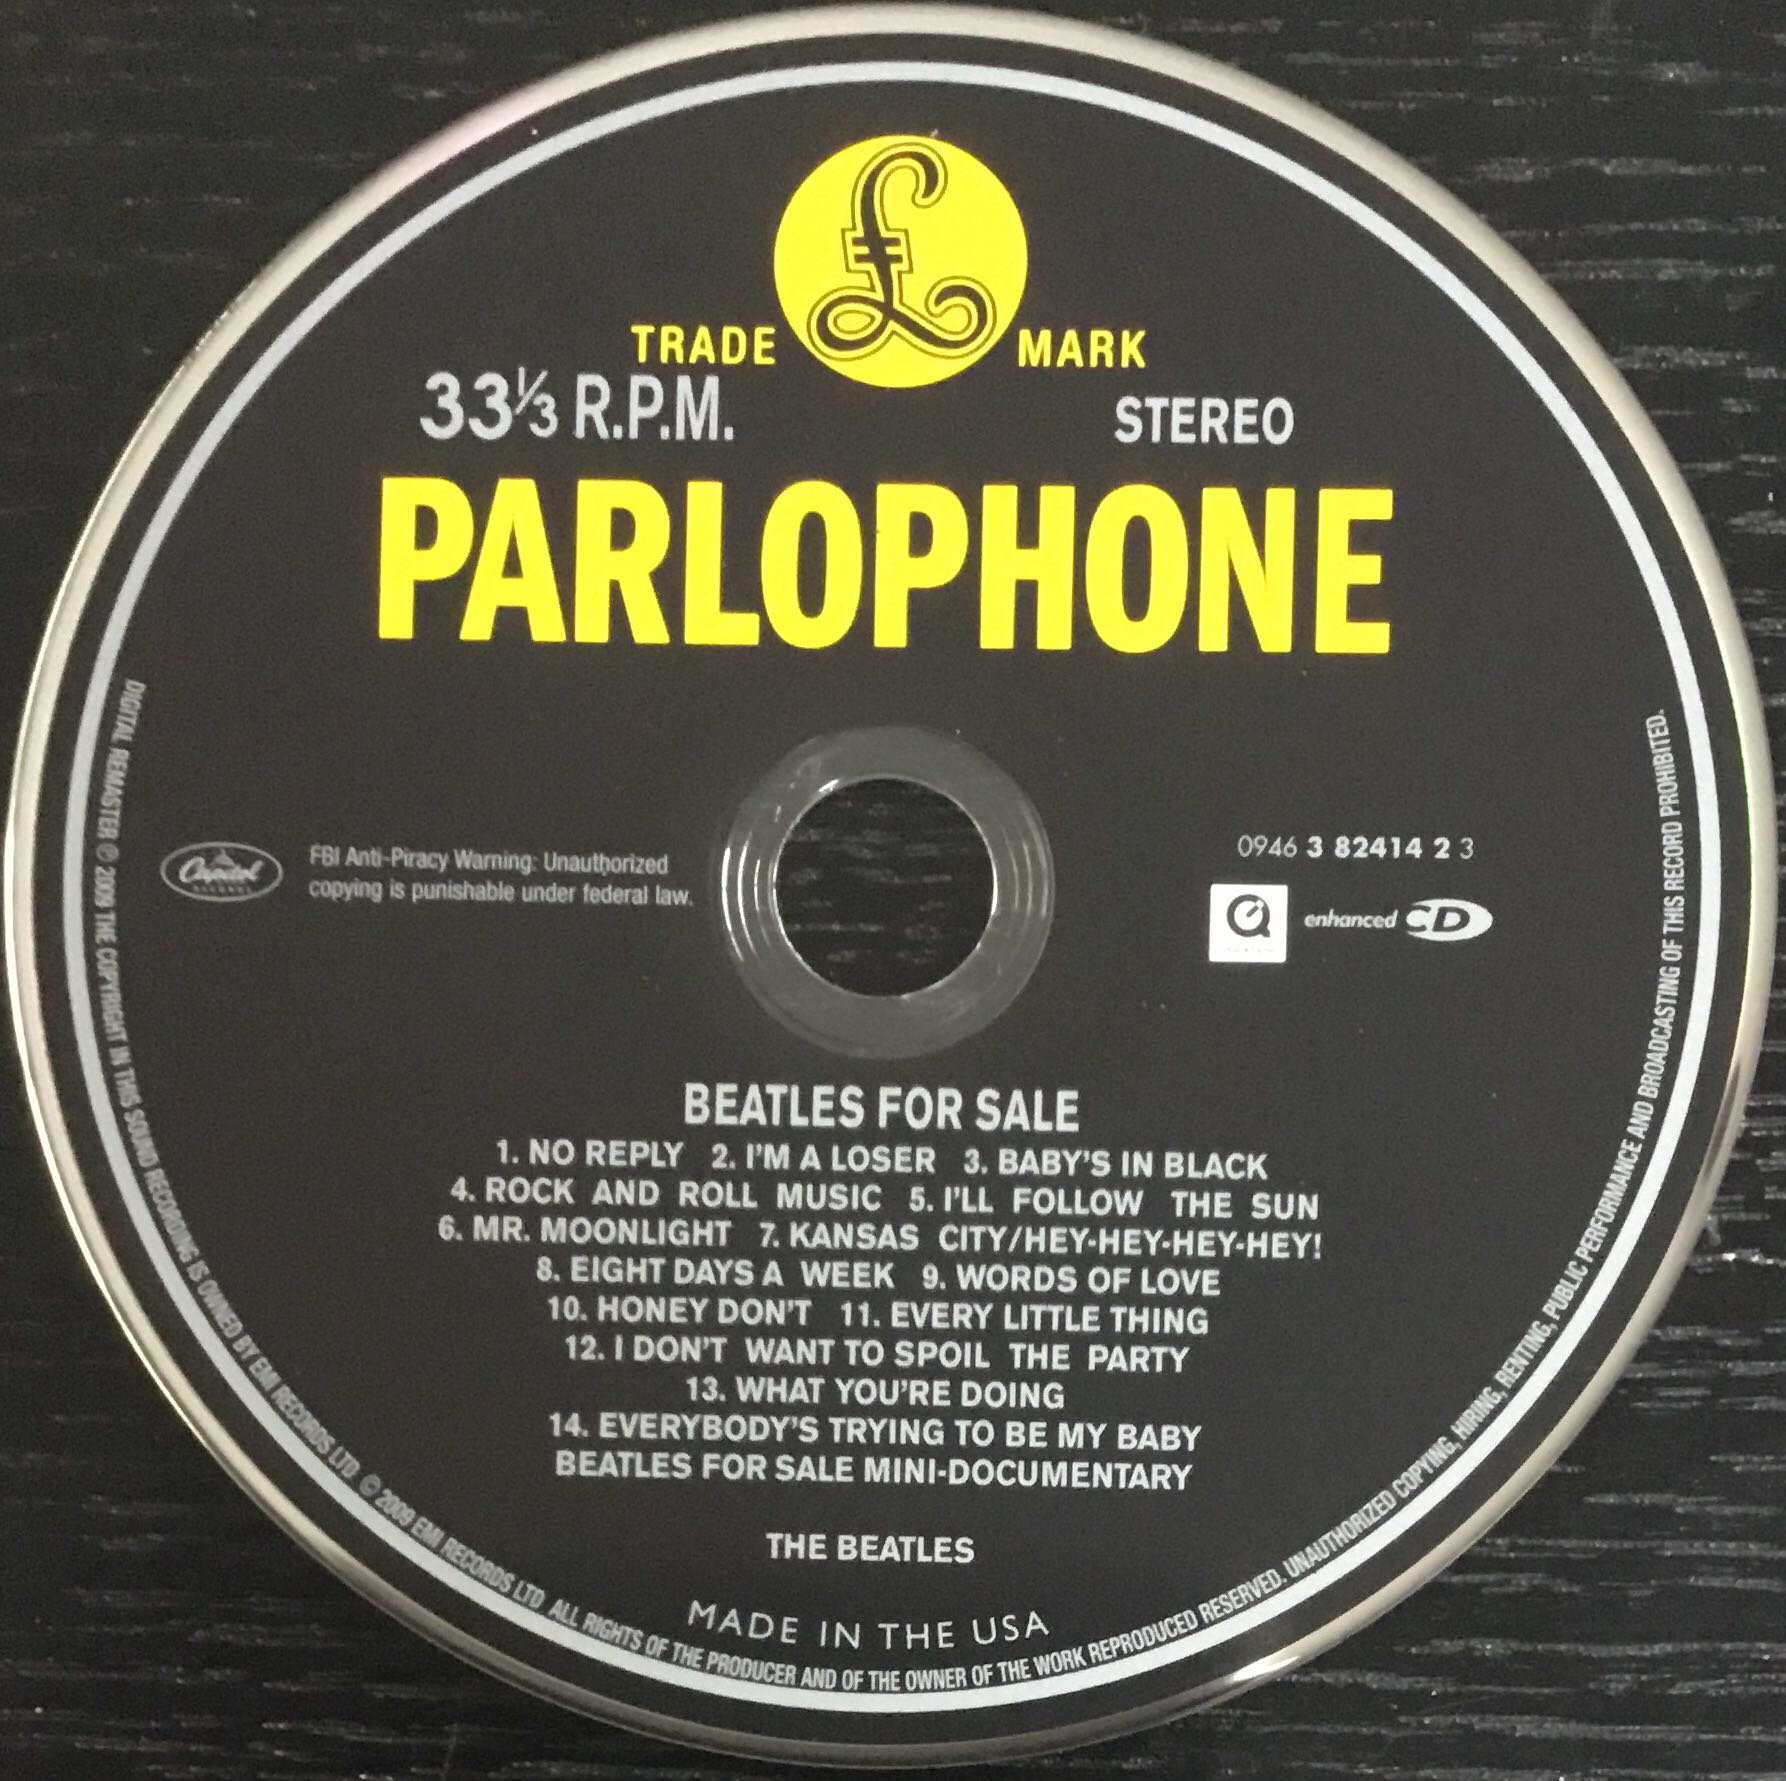 £
TRADE MARK
33⅓ R.P.M. STEREO
PARLOPHONE
Capitol
RECORDS
FBI Anti-Piracy Warning: Unauthorized
copying is punishable under federal law.
0946 3 82414 2 3
enhanced CD
BEATLES FOR SALE
1. NO REPLY 2. I'M A LOSER 3. BABY'S IN BLACK
4. ROCK AND ROLL MUSIC 5. I'LL FOLLOW THE SUN
6. MR. MOONLIGHT 7. KANSAS CITY/HEY-HEY-HEY-HEY!
8. EIGHT DAYS A WEEK 9. WORDS OF LOVE
10. HONEY DON'T 11. EVERY LITTLE THING
12. I DON'T WANT TO SPOIL THE PARTY
13. WHAT YOU'RE DOING
14. EVERYBODY'S TRYING TO BE MY BABY
BEATLES FOR SALE MINI-DOCUMENTARY
THE BEATLES
MADE IN THE USA
DIGITAL REMASTER ℗ 2009 THE COPYRIGHT IN THIS SOUND RECORDING IS OWNED BY EMI RECORDS LTD © 2009 EMI RECORDS LTD. ALL RIGHTS OF THE PRODUCER AND OF THE OWNER OF THE WORK REPRODUCED RESERVED. UNAUTHORIZED COPYING, HIRING, RENTING, PUBLIC PERFORMANCE AND BROADCASTING OF THIS RECORD PROHIBITED.